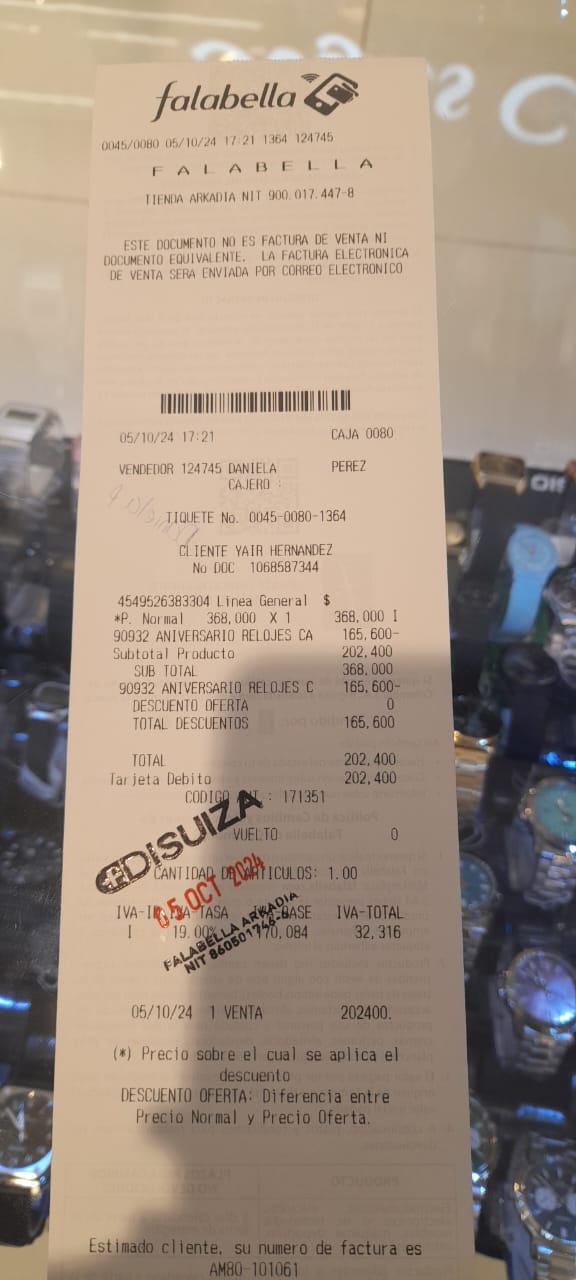 falabella
0045/0080 05/10/24 17:21 1364 124745
F A L A B E L L A
TIENDA ARKADIA NIT 900.017.447-8
ESTE DOCUMENTO NO ES FACTURA DE VENTA NI
DOCUMENTO EQUIVALENTE. LA FACTURA ELECTRONICA
DE VENTA SERA ENVIADA POR CORREO ELECTRONICO
05/10/24 17:21 CAJA 0080
VENDEDOR 124745 DANIELA PEREZ
CAJERO :
TIQUETE No. 0045-0080-1364
CLIENTE YAIR HERNANDEZ
No DOC 1068587344
4549526383304 Linea General $
*P. Normal 368,000 X 1 368,000 I
90932 ANIVERSARIO RELOJES CA 165,600-
Subtotal Producto 202,400
SUB TOTAL 368,000
90932 ANIVERSARIO RELOJES C 165,600-
DESCUENTO OFERTA 0
TOTAL DESCUENTOS 165,600
TOTAL 202,400
Tarjeta Debito 202,400
CODIGO : 171351
DISUIZA
VUELTO 0
05 OCT 2024
CANTIDAD DE ARTICULOS: 1.00
FALABELLA ARKADIA
NIT 860501746-8
IVA-TASA BASE IVA-TOTAL
I 19.00% 170,084 32,316
05/10/24 1 VENTA 202400.
(*) Precio sobre el cual se aplica el
descuento
DESCUENTO OFERTA: Diferencia entre
Precio Normal y Precio Oferta.
Estimado cliente, su numero de factura es
AM80-101061